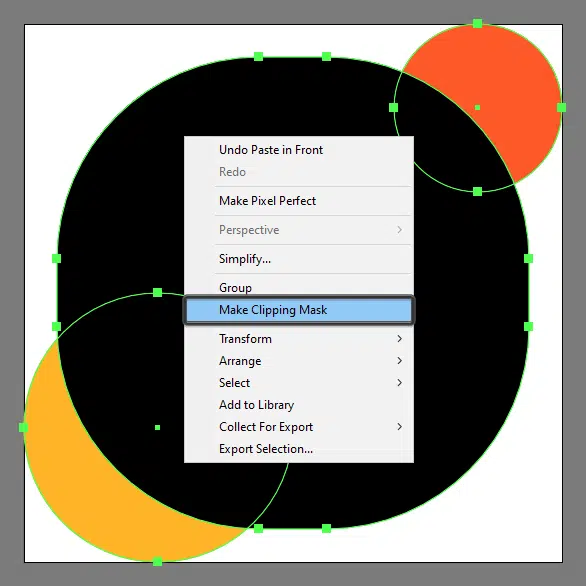 Undo Paste in Front
Redo
Make Pixel Perfect
Perspective
Simplify...
Group
Make Clipping Mask
Transform
Arrange
Select
Add to Library
Collect For Export
Export Selection...